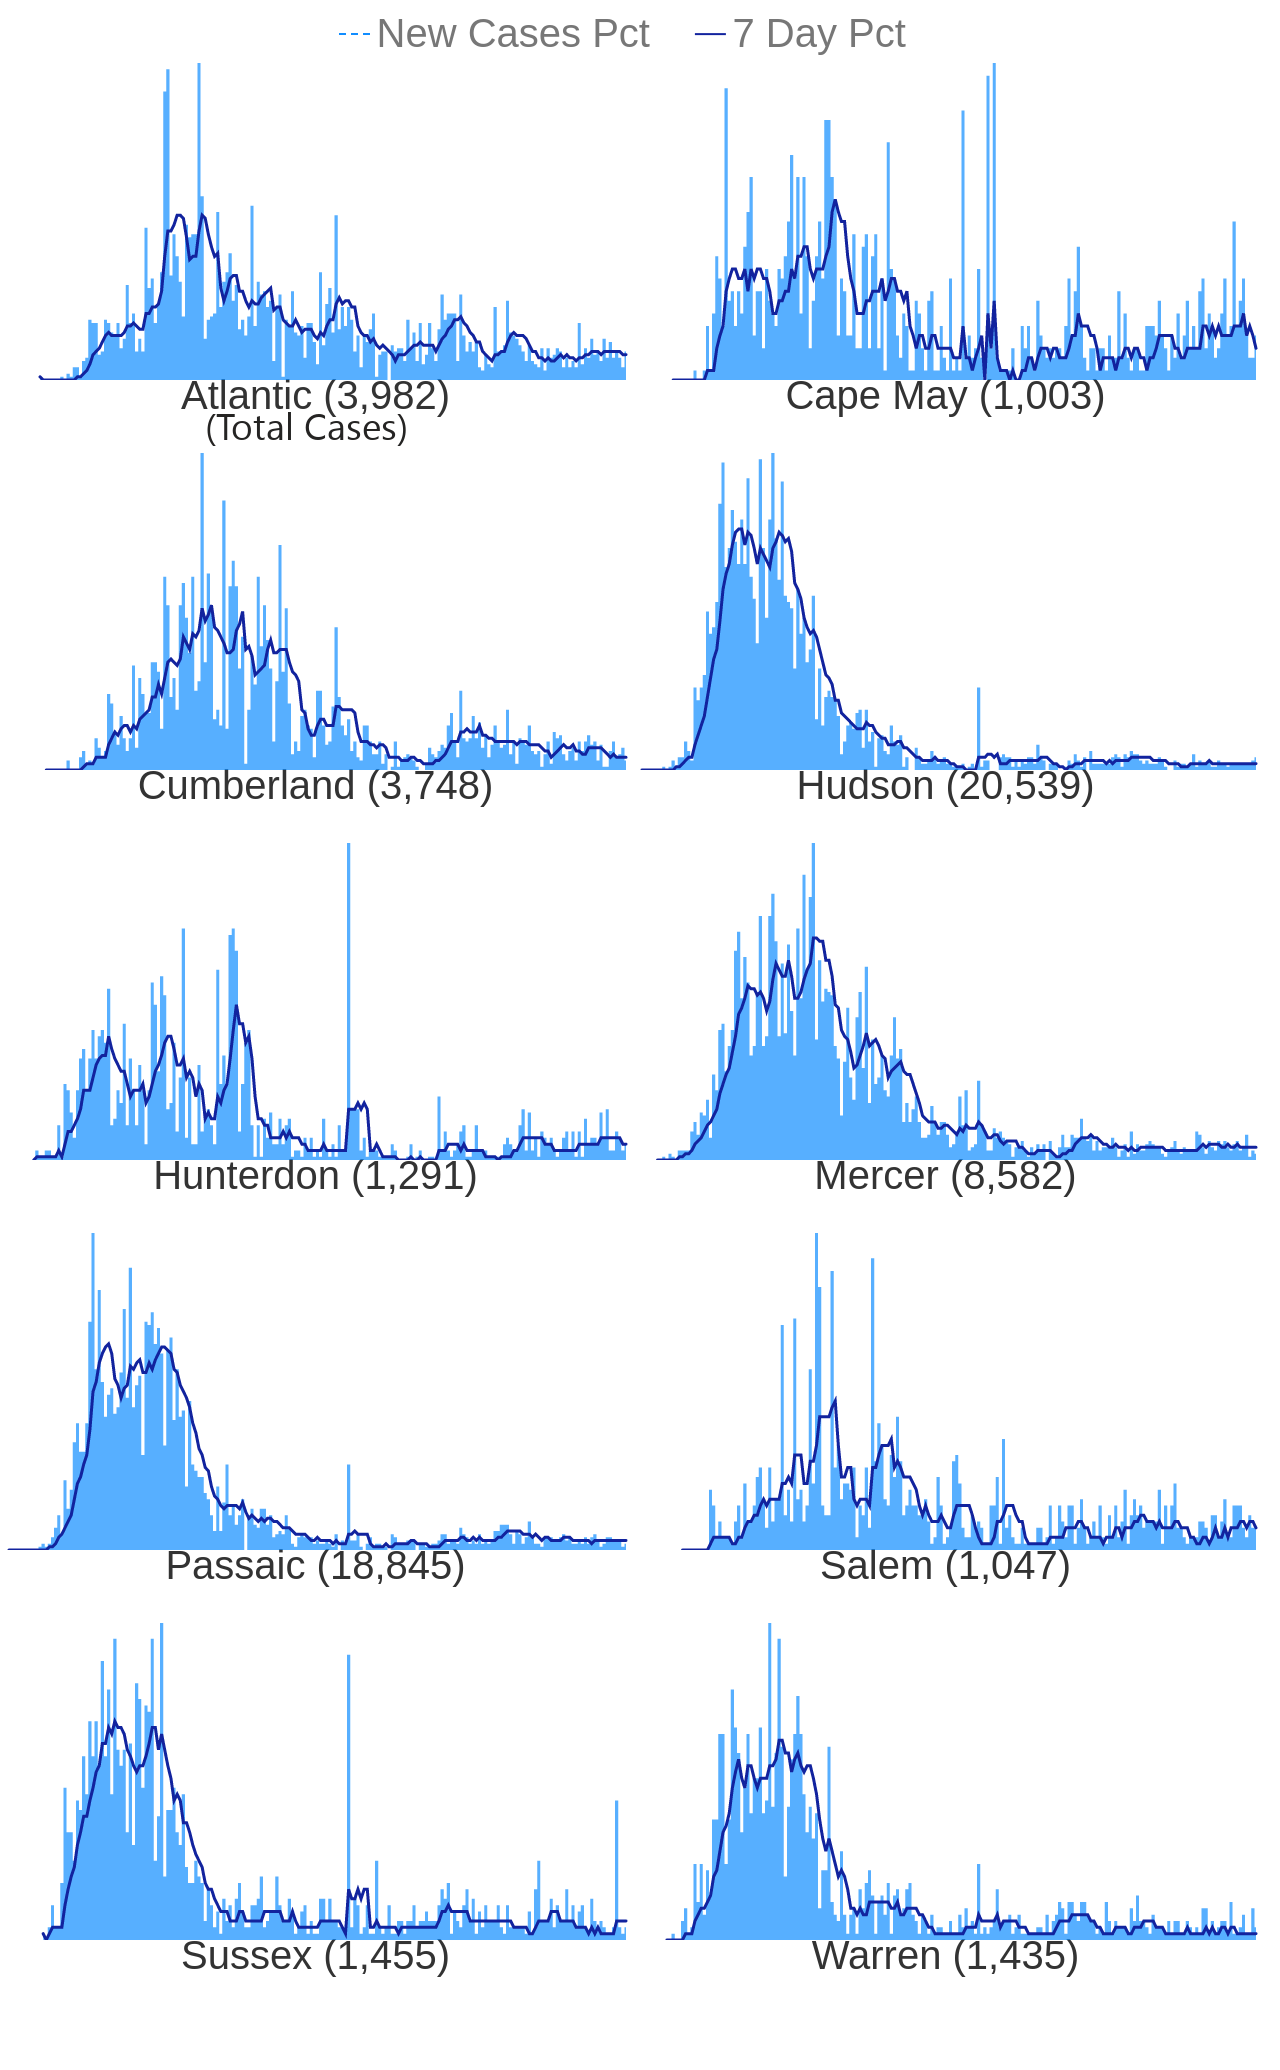 New Cases Pct 7 Day Pct
Atlantic (3,982) Cape May (1,003)
(Total Cases)
Cumberland (3,748) Hudson (20,539)
Hunterdon (1,291) Mercer (8,582)
Passaic (18,845) Salem (1,047)
Sussex (1,455) Warren (1,435)